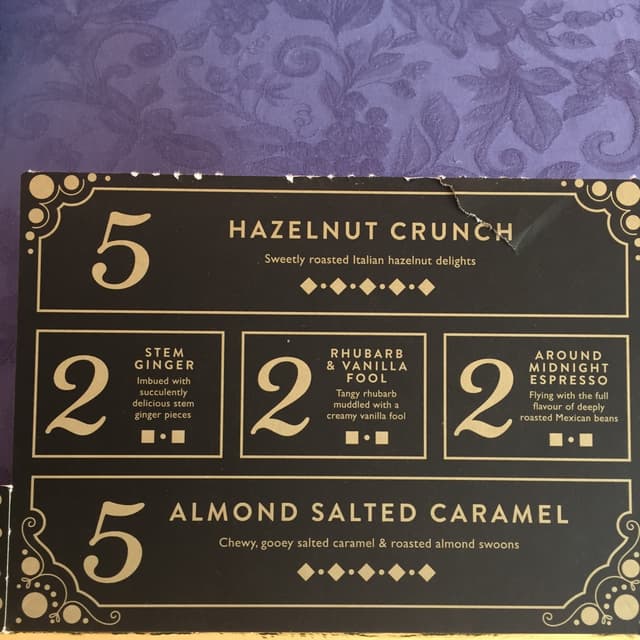 5
HAZELNUT CRUNCH
Sweetly roasted Italian hazelnut delights
2
STEM
GINGER
Imbued with
succulently
delicious stem
ginger pieces
2
RHUBARB
& VANILLA
FOOL
Tangy rhubarb
muddled with a
creamy vanilla fool
2
AROUND
MIDNIGHT
ESPRESSO
Flying with the full
flavour of deeply
roasted Mexican beans
5
ALMOND SALTED CARAMEL
Chewy, gooey salted caramel & roasted almond swoons